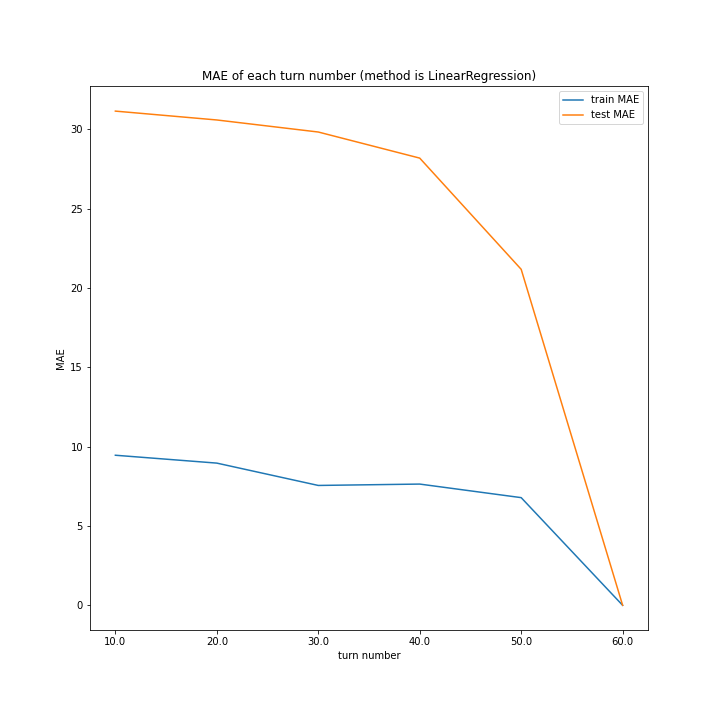 MAE of each turn number (method is LinearRegression)
train MAE
test MAE
30
25
20
15
10
5
0
MAE
10.0 20.0 30.0 40.0 50.0 60.0
turn number